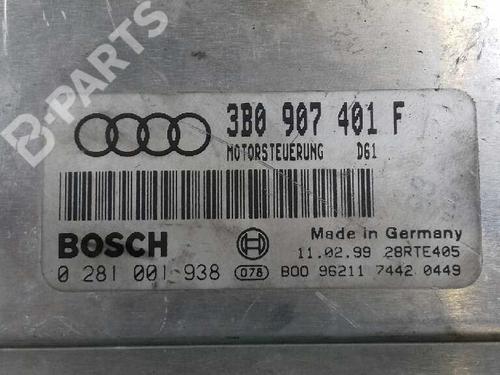 B-PARTS
3B0 907 401 F
MOTORSTEUERUNG D61
BOSCH
Made in Germany
11.02.99 28RTE405
0 281 001 938 078 B00 96211 7442 0449
B-PARTS